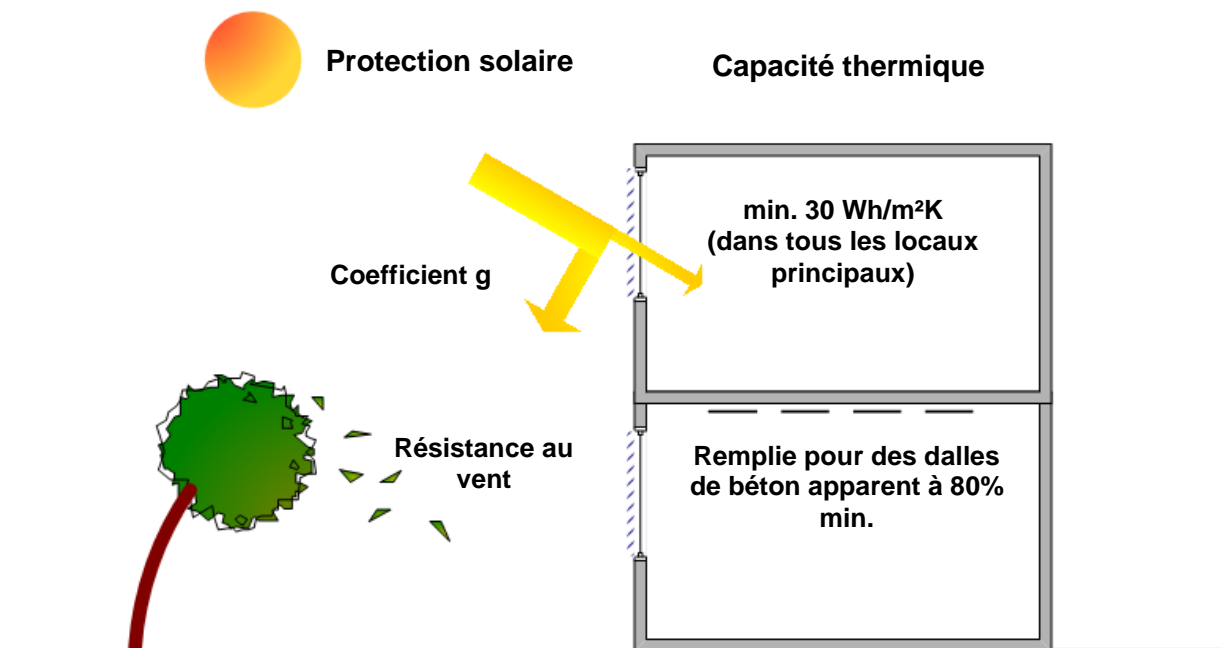 Protection solaire
Capacité thermique
min. 30 Wh/m²K
(dans tous les locaux
principaux)
Coefficient g
Résistance au
vent
Remplie pour des dalles
de béton apparent à 80%
min.